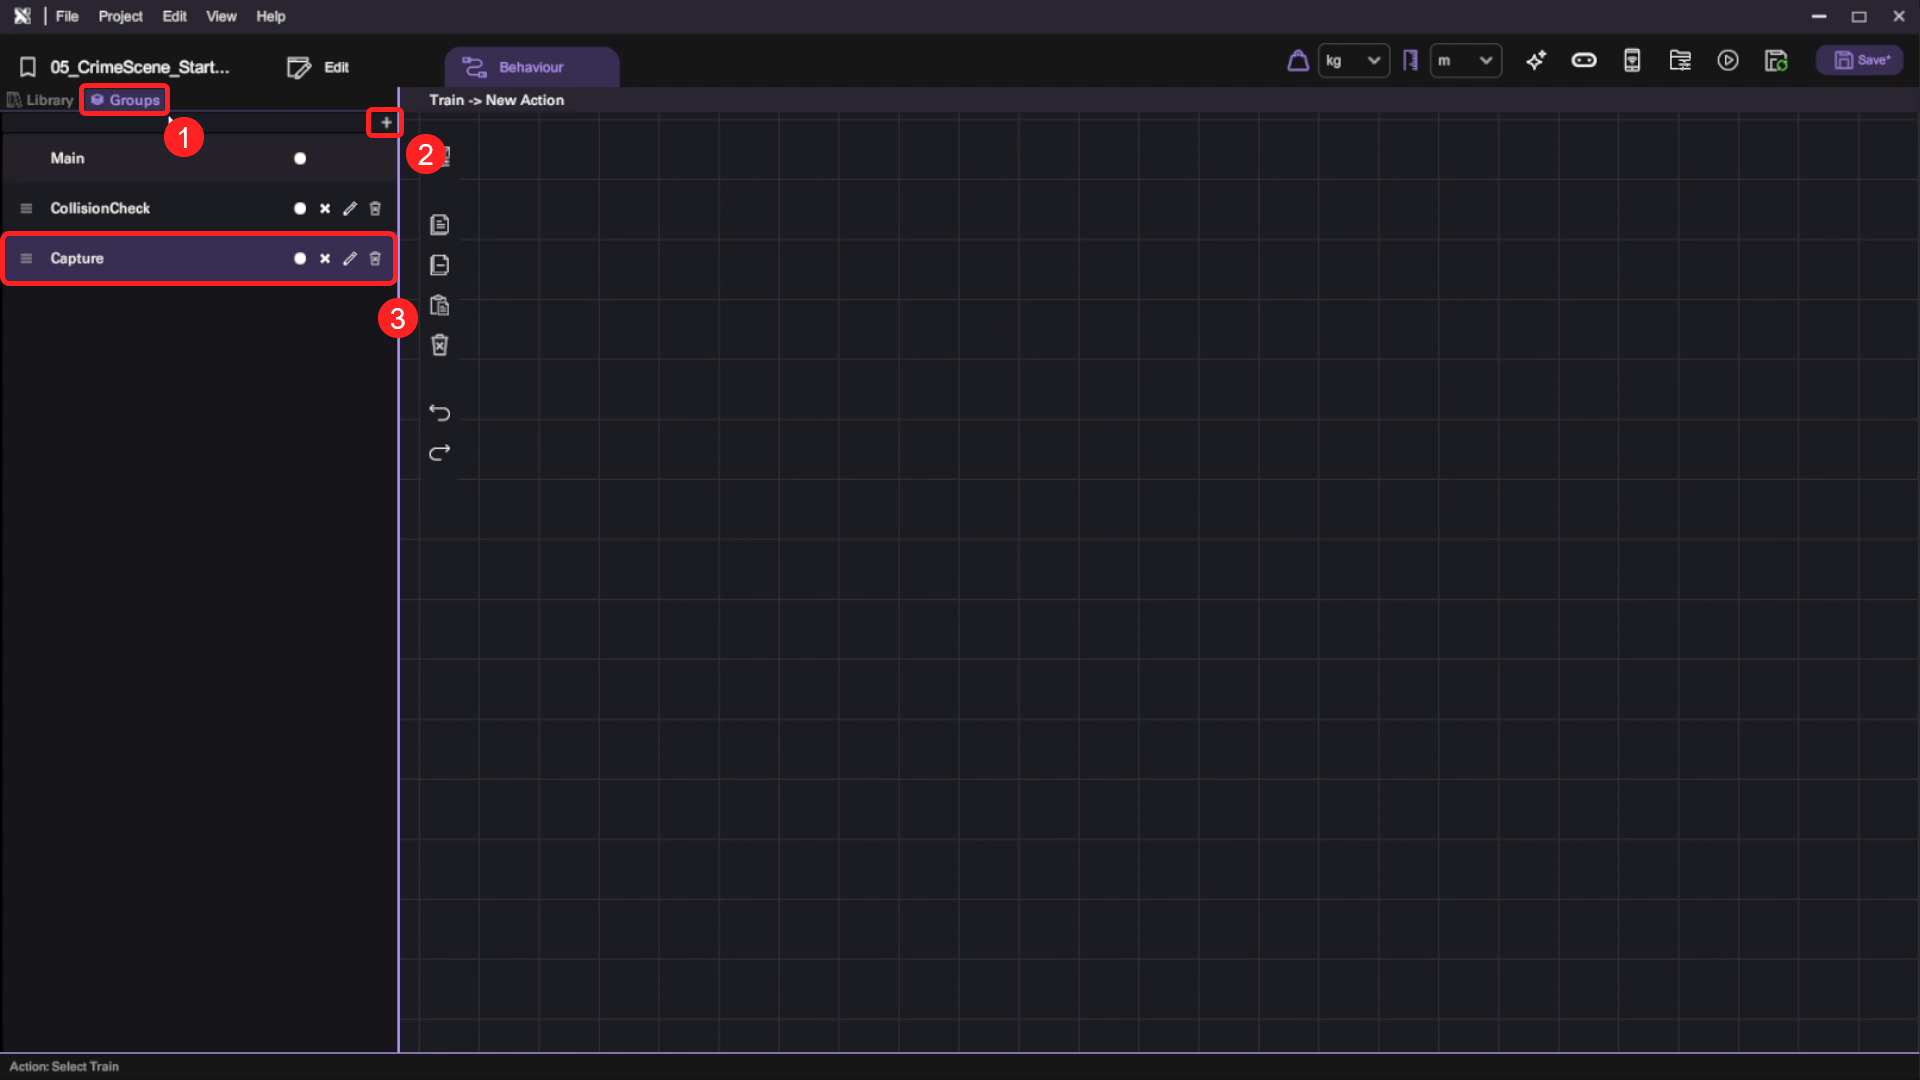 File Project Edit View Help
05_CrimeScene_Start... Edit Behaviour kg m Save*
Library Groups Train -> New Action
+
1
2
Main
CollisionCheck
Capture
3
Action: Select Train